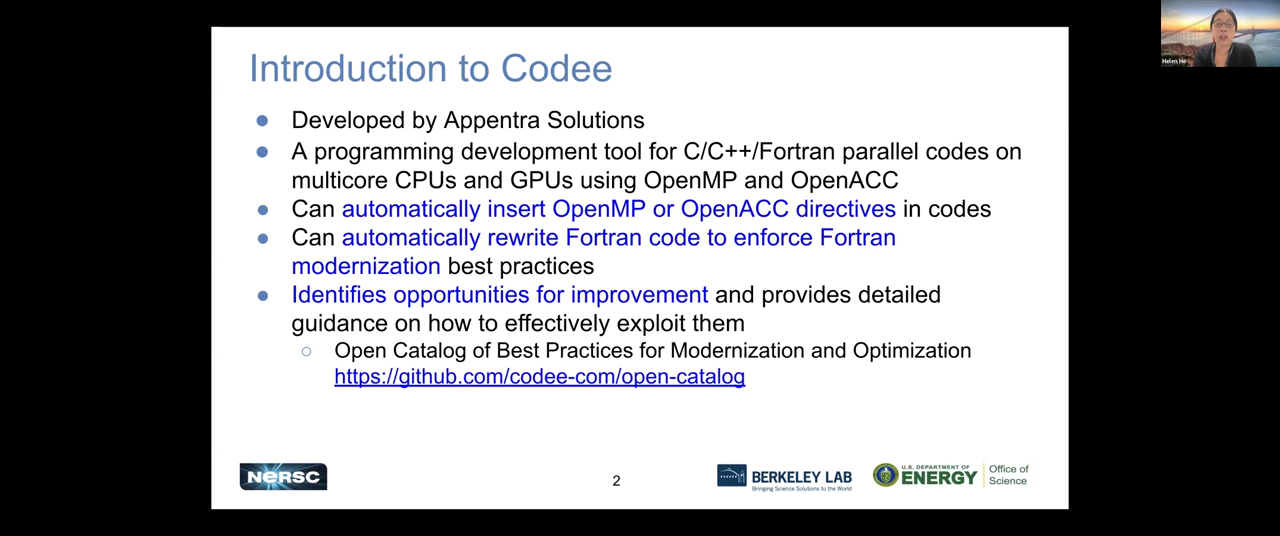 Introduction to Codee
● Developed by Appentra Solutions
● A programming development tool for C/C++/Fortran parallel codes on
multicore CPUs and GPUs using OpenMP and OpenACC
● Can automatically insert OpenMP or OpenACC directives in codes
● Can automatically rewrite Fortran code to enforce Fortran
modernization best practices
● Identifies opportunities for improvement and provides detailed
guidance on how to effectively exploit them
○ Open Catalog of Best Practices for Modernization and Optimization
https://github.com/codee-com/open-catalog
NERSC
2
BERKELEY LAB
Bringing Science Solutions to the World
U.S. DEPARTMENT OF
ENERGY
Office of
Science
Helen He